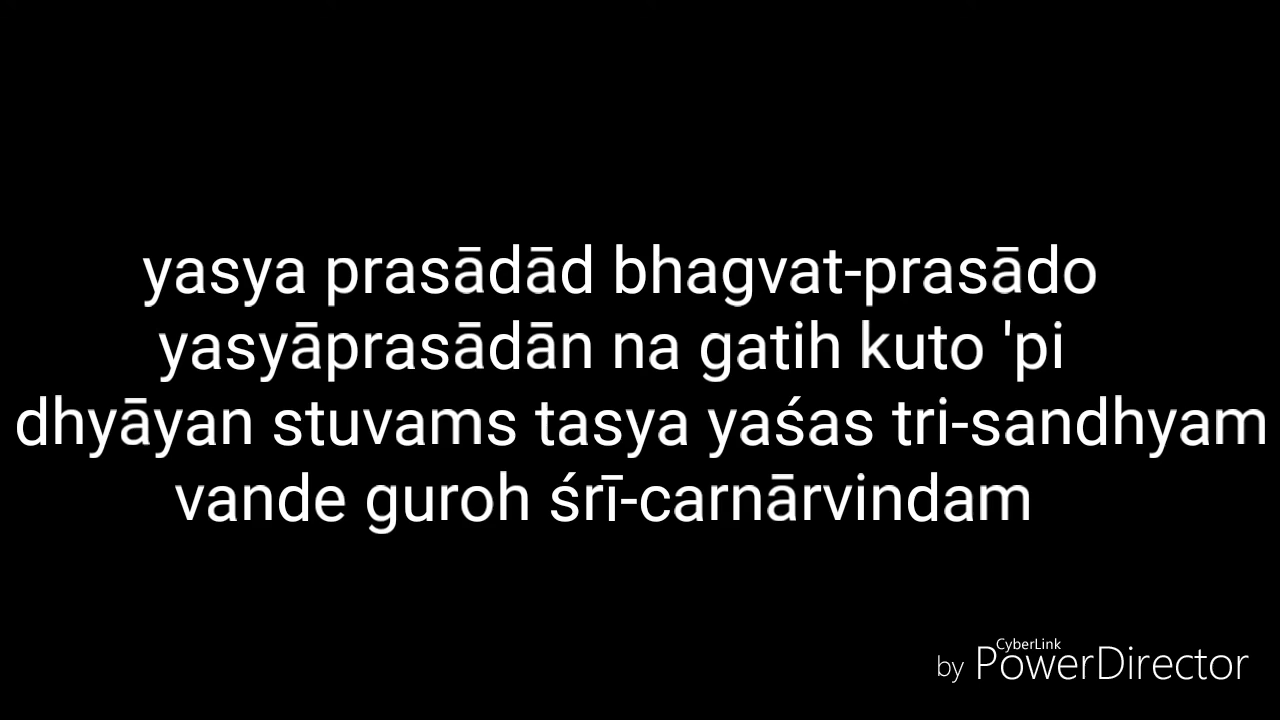 yasya prasādād bhagvat-prasādo
yasyāprasādān na gatih kuto 'pi
dhyāyan stuvams tasya yaśas tri-sandhyam
vande guroh śrī-carnārvindam
CyberLink
by PowerDirector